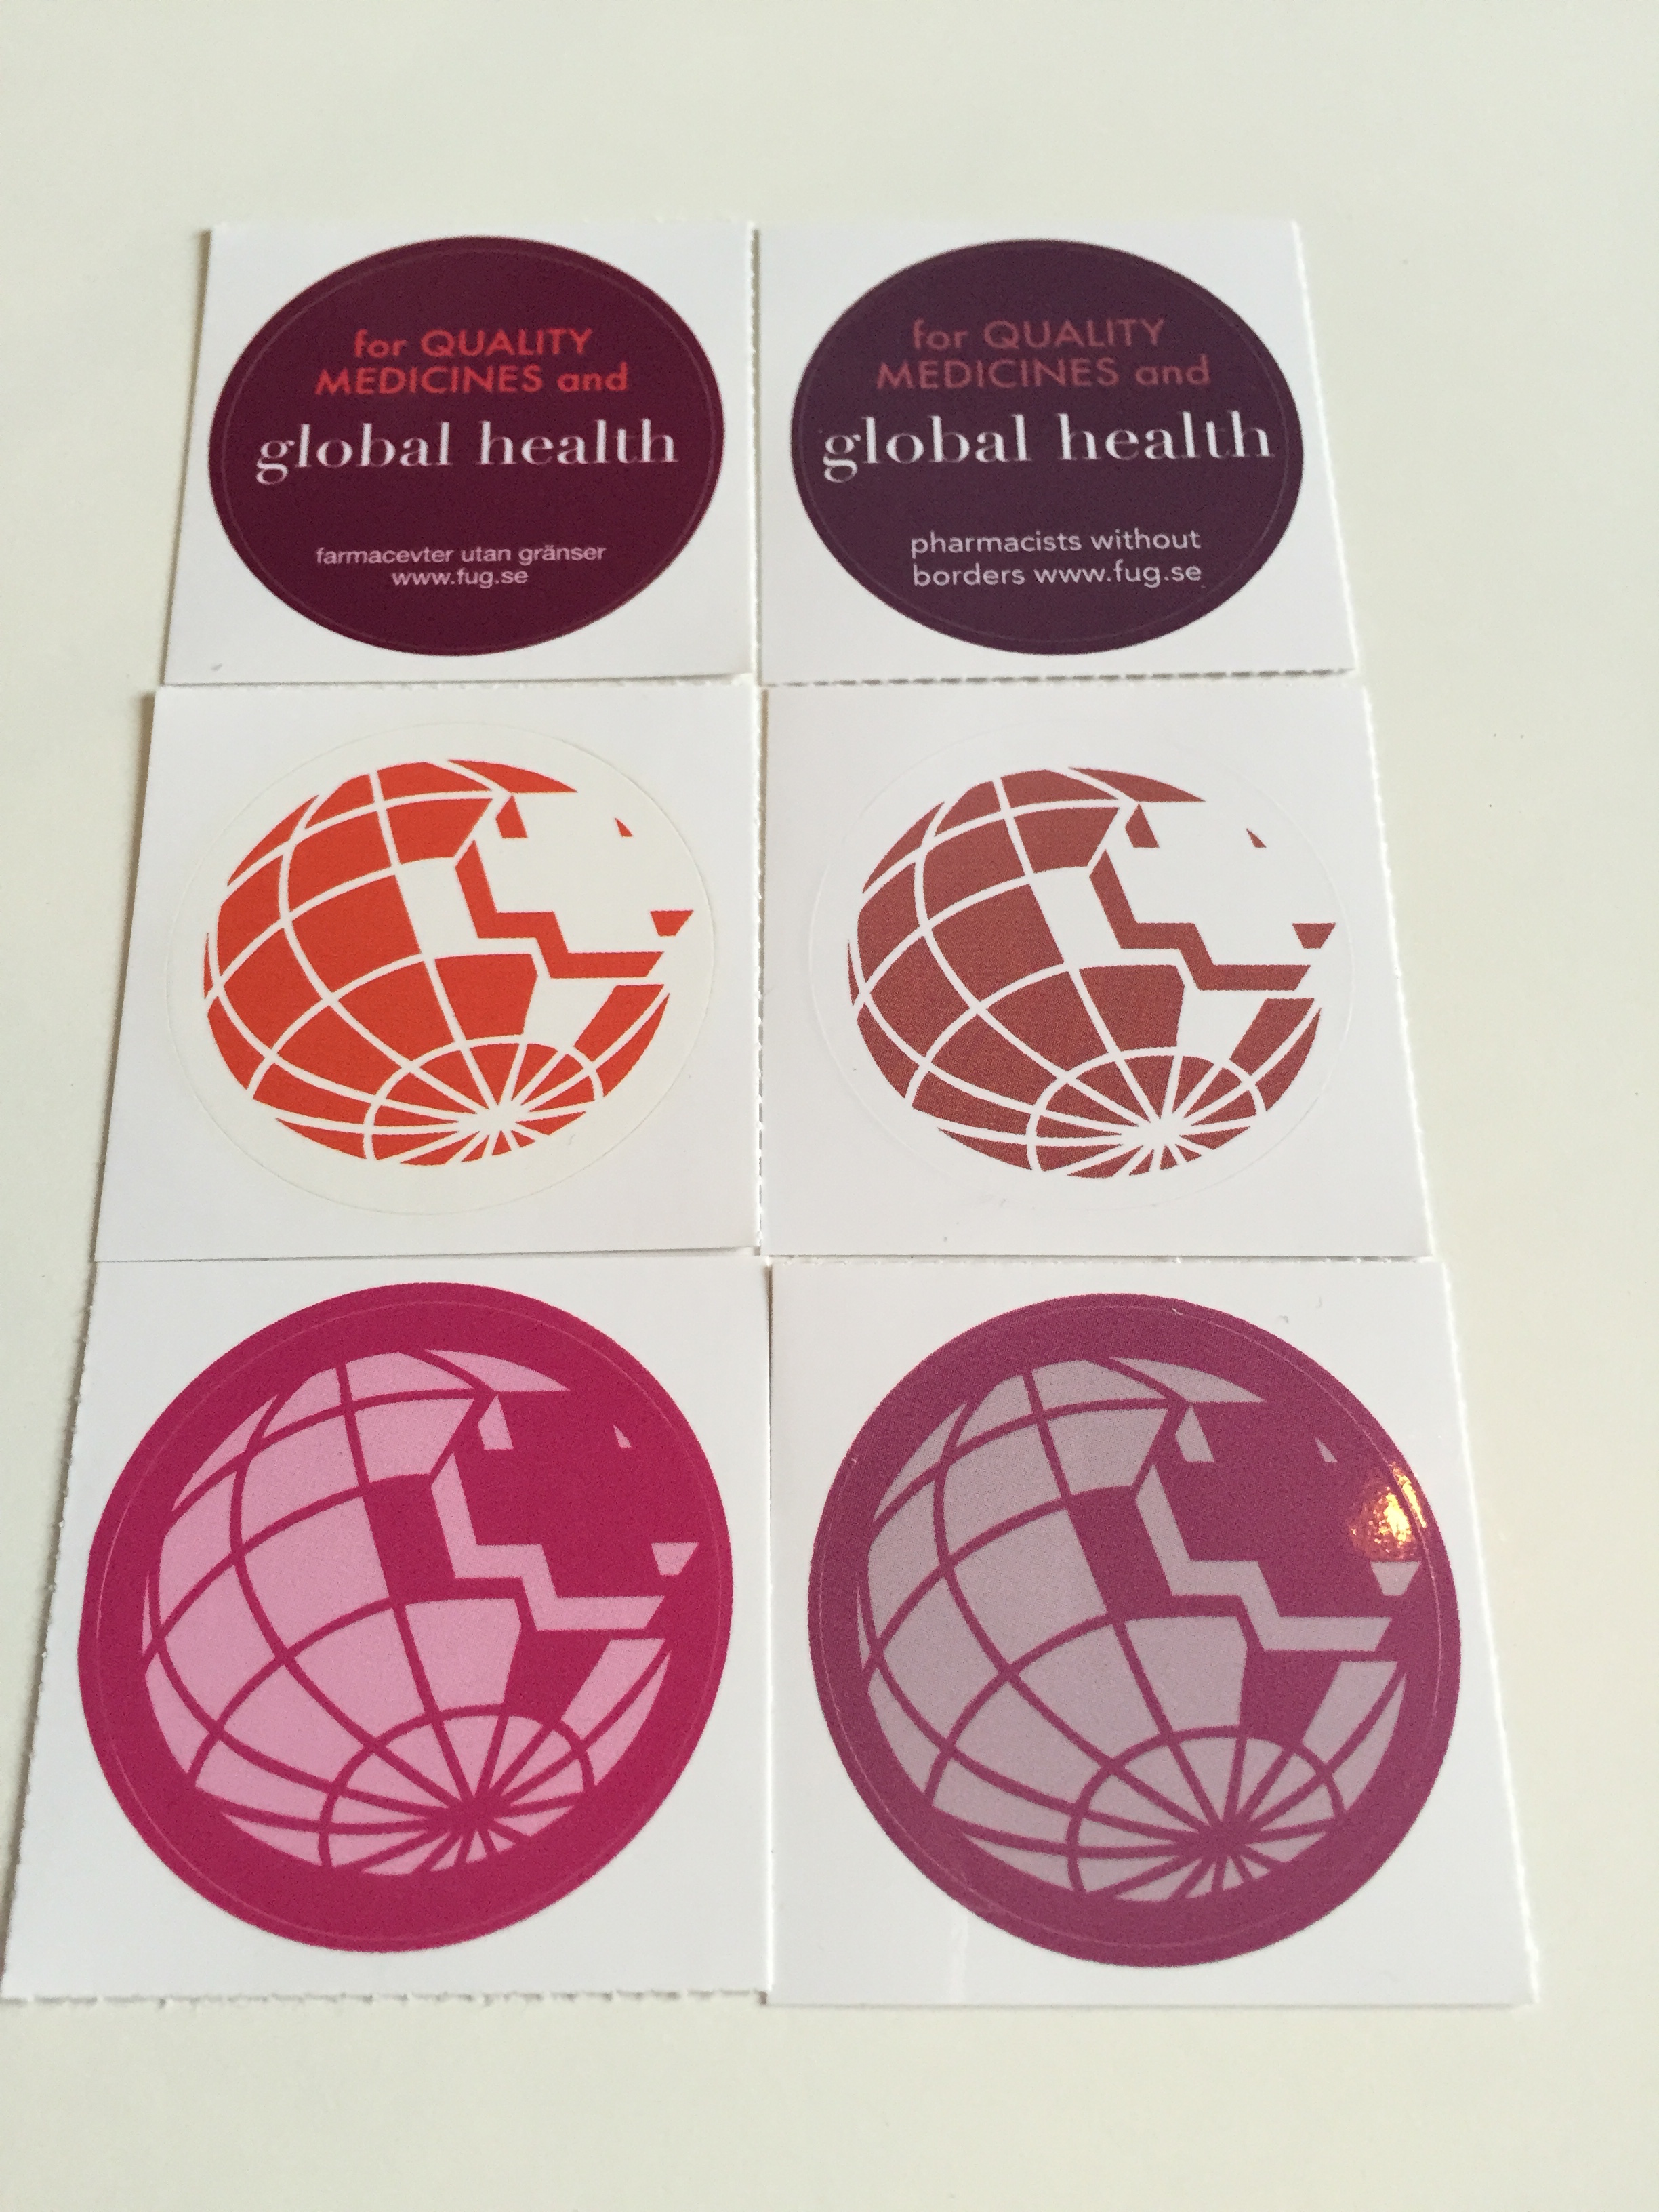 for QUALITY
MEDICINES and
global health
farmacevter utan gränser
www.fug.se
for QUALITY
MEDICINES and
global health
pharmacists without
borders www.fug.se